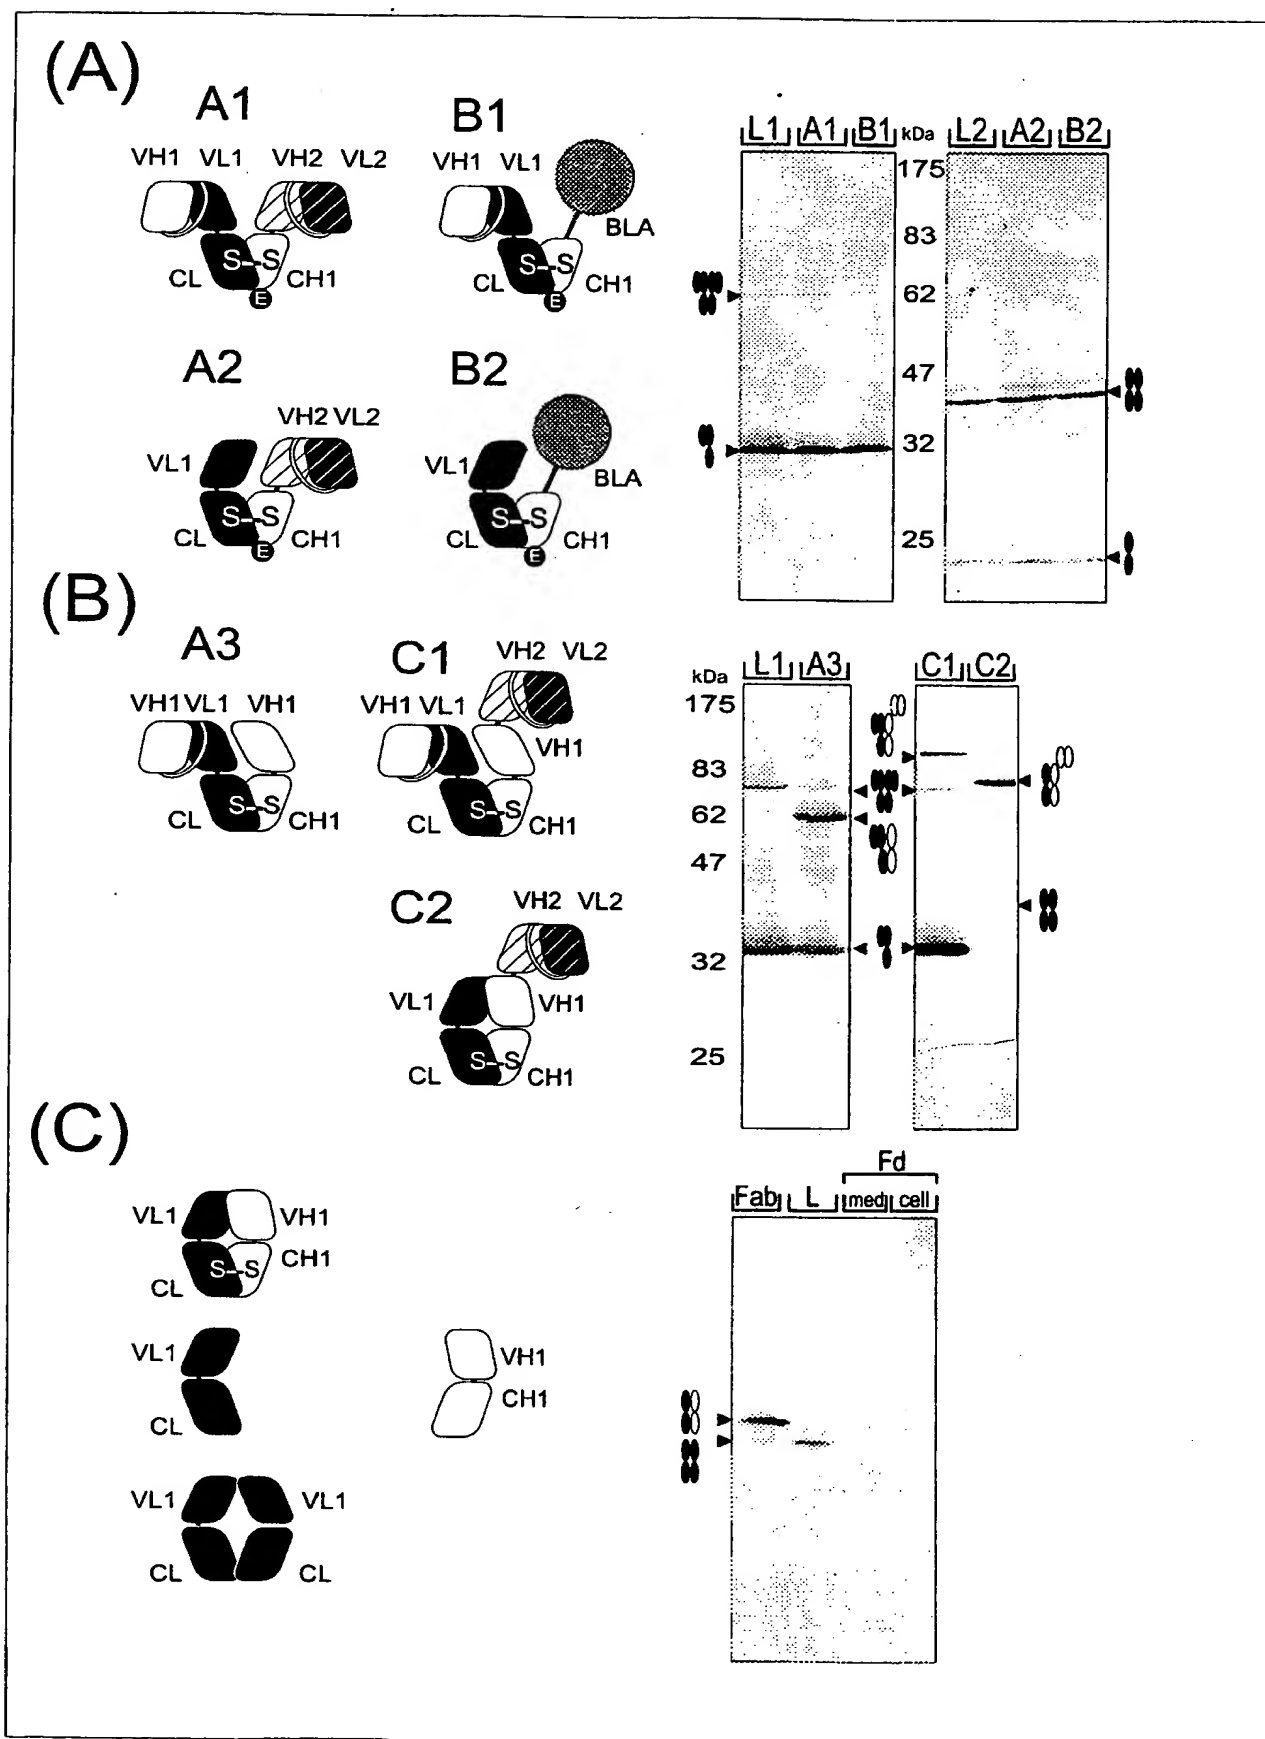 (A)
A1
VH1 VL1 VH2 VL2
S-S
CL CH1
E
B1
VH1 VL1
BLA
S-S
CL CH1
E
A2
VH2 VL2
VL1
S-S
CL CH1
E
B2
VL1
BLA
S-S
CL CH1
E
L1 A1 B1 kDa L2 A2 B2
175
83
62
47
32
25
(B)
A3
VH1 VL1 VH1
S-S
CL CH1
C1
VH2 VL2
VH1 VL1
VH1
S-S
CL CH1
C2
VH2 VL2
VL1 VH1
S-S
CL CH1
kDa L1 A3 C1 C2
175
83
62
47
32
25
(C)
VL1 VH1
S-S CH1
CL
VL1
CL
VH1
CH1
VL1 VL1
CL CL
Fd
Fab L med cell